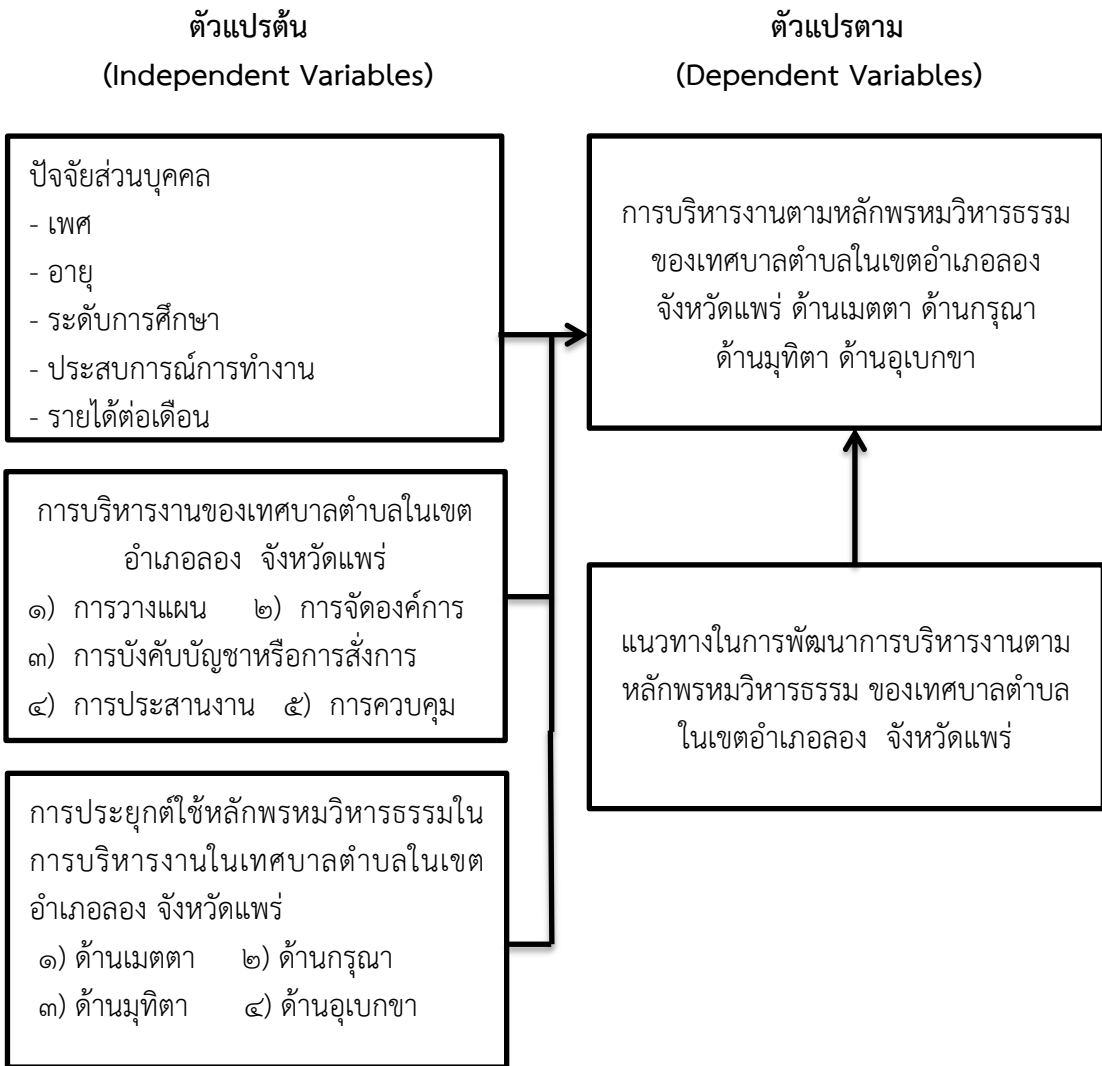 ตัวแปรต้น
(Independent Variables)
ตัวแปรตาม
(Dependent Variables)
ปัจจัยส่วนบุคคล
- เพศ
- อายุ
- ระดับการศึกษา
- ประสบการณ์การทำงาน
- รายได้ต่อเดือน
การบริหารงานของเทศบาลตำบลในเขต
อำเภอลอง จังหวัดแพร่
๑) การวางแผน ๒) การจัดองค์การ
๓) การบังคับบัญชาหรือการสั่งการ
๔) การประสานงาน ๕) การควบคุม
การประยุกต์ใช้หลักพรหมวิหารธรรมใน
การบริหารงานในเทศบาลตำบลในเขต
อำเภอลอง จังหวัดแพร่
๑) ด้านเมตตา ๒) ด้านกรุณา
๓) ด้านมุทิตา ๔) ด้านอุเบกขา
การบริหารงานตามหลักพรหมวิหารธรรม
ของเทศบาลตำบลในเขตอำเภอลอง
จังหวัดแพร่ ด้านเมตตา ด้านกรุณา
ด้านมุทิตา ด้านอุเบกขา
แนวทางในการพัฒนาการบริหารงานตาม
หลักพรหมวิหารธรรม ของเทศบาลตำบล
ในเขตอำเภอลอง จังหวัดแพร่